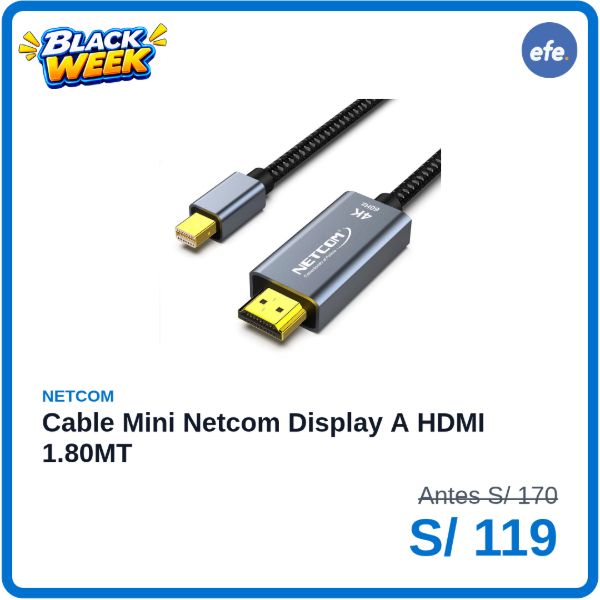 BLACK
WEEK
efe.
4K
60Hz
NETCOM
NETCOM
Cable Mini Netcom Display A HDMI
1.80MT
Antes S/ 170
S/ 119